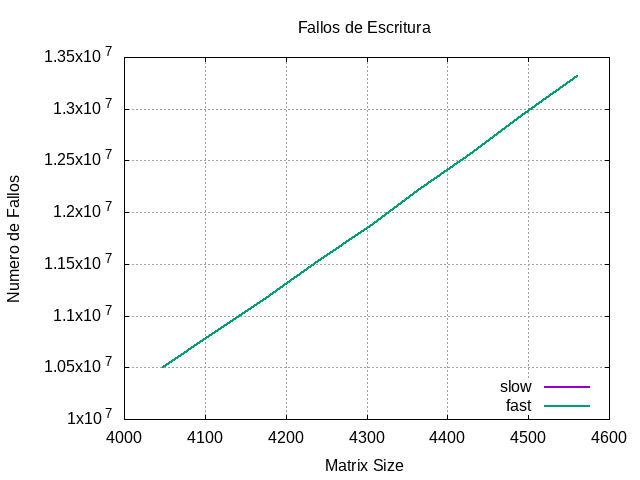 Fallos de Escritura
1.35x10 7
1.3x10 7
1.25x10 7
1.2x10 7
1.15x10 7
1.1x10 7
1.05x10 7
1x10 7
Numero de Fallos
slow
fast
4000 4100 4200 4300 4400 4500 4600
Matrix Size